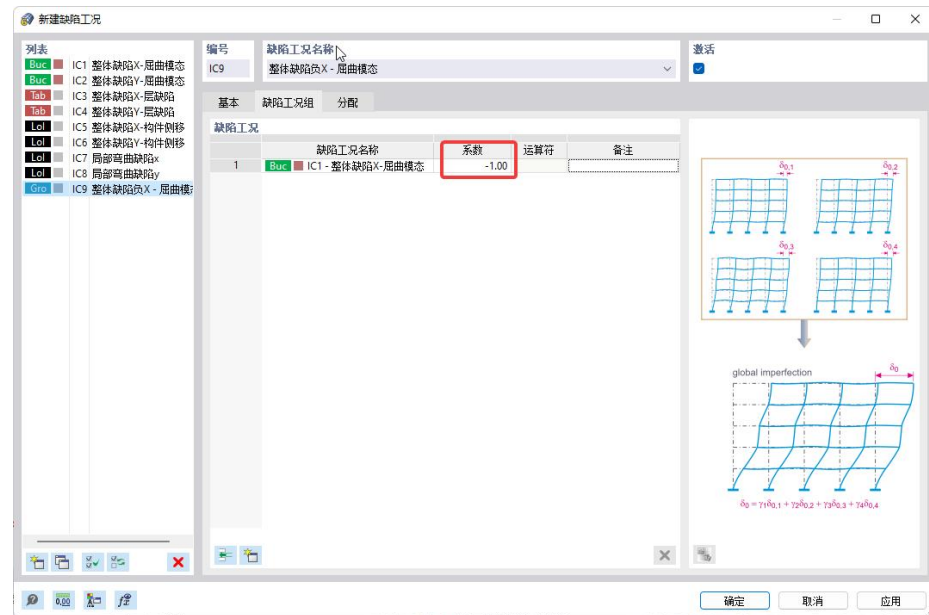 新建缺陷工况
列表
Buc IC1 整体缺陷X-屈曲模态
Buc IC2 整体缺陷Y-屈曲模态
Tab IC3 整体缺陷X-层缺陷
Tab IC4 整体缺陷Y-层缺陷
Lol IC5 整体缺陷X-构件侧移
Lol IC6 整体缺陷Y-构件侧移
Lol IC7 局部弯曲缺陷x
Lol IC8 局部弯曲缺陷y
Gro IC9 整体缺陷负X - 屈曲模
编号
IC9
缺陷工况名称
整体缺陷负X - 屈曲模态
激活
基本 缺陷工况组 分配
缺陷工况
缺陷工况名称 系数 运算符 备注
1 Buc IC1 - 整体缺陷X-屈曲模态 -1.00
δ0,1 δ0,2
δ0,3 δ0,4
global imperfection δ0
δ0 = γ1δ0,1 + γ2δ0,2 + γ3δ0,3 + γ4δ0,4
0,00
确定 取消 应用